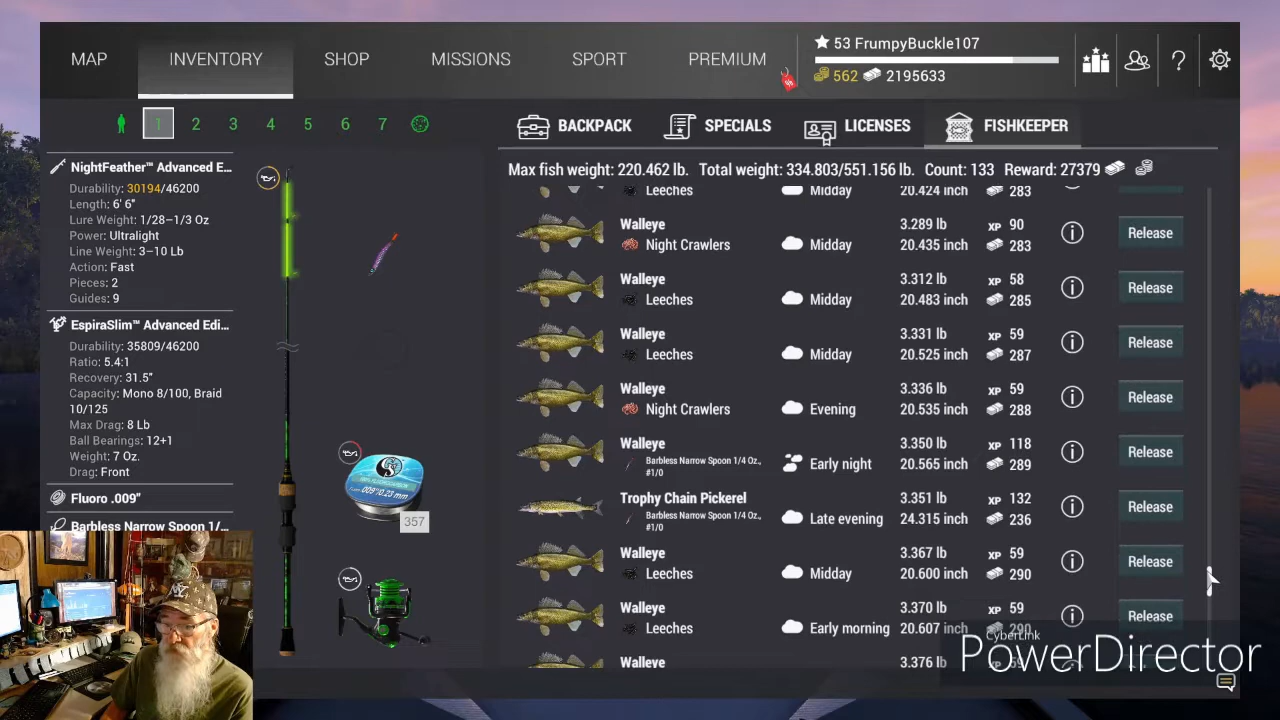 MAP INVENTORY SHOP MISSIONS SPORT PREMIUM
53 FrumpyBuckle107
562 2195633
1 2 3 4 5 6 7
BACKPACK SPECIALS LICENSES FISHKEEPER
NightFeather™ Advanced E...
Durability: 30194/46200
Length: 6' 6"
Lure Weight: 1/28–1/3 Oz
Power: Ultralight
Line Weight: 3–10 Lb
Action: Fast
Pieces: 2
Guides: 9
EspiraSlim™ Advanced Edi...
Durability: 35809/46200
Ratio: 5.4:1
Recovery: 31.5"
Capacity: Mono 8/100, Braid
10/125
Max Drag: 8 Lb
Ball Bearings: 12+1
Weight: 7 Oz.
Drag: Front
Fluoro .009"
Barbless Narrow Spoon 1/...
.009"/0.23 mm
357
Max fish weight: 220.462 lb. Total weight: 334.803/551.156 lb. Count: 133 Reward: 27379
Leeches Midday 20.424 inch 283
Walleye 3.289 lb XP 90
Night Crawlers Midday 20.435 inch 283
Release
Walleye 3.312 lb XP 58
Leeches Midday 20.483 inch 285
Release
Walleye 3.331 lb XP 59
Leeches Midday 20.525 inch 287
Release
Walleye 3.336 lb XP 59
Night Crawlers Evening 20.535 inch 288
Release
Walleye 3.350 lb XP 118
Barbless Narrow Spoon 1/4 Oz.,
#1/0
Early night 20.565 inch 289
Release
Trophy Chain Pickerel 3.351 lb XP 132
Barbless Narrow Spoon 1/4 Oz.,
#1/0
Late evening 24.315 inch 236
Release
Walleye 3.367 lb XP 59
Leeches Midday 20.600 inch 290
Release
Walleye 3.370 lb XP 59
Leeches Early morning 20.607 inch 290
Release
Walleye 3.376 lb
CyberLink
PowerDirector